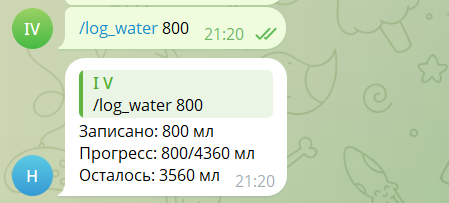 IV
/log_water 800
21:20
I V
/log_water 800
Записано: 800 мл
Прогресс: 800/4360 мл
Осталось: 3560 мл
H
21:20